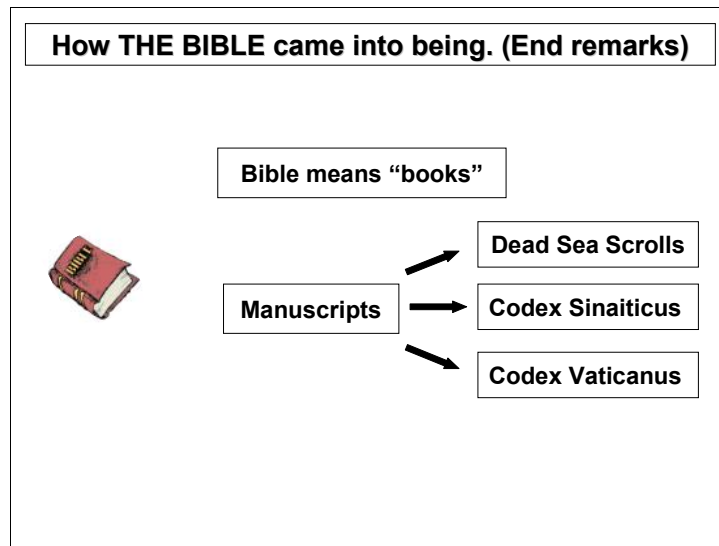 How THE BIBLE came into being. (End remarks)
Bible means “books”
BIBLE
Manuscripts
Dead Sea Scrolls
Codex Sinaiticus
Codex Vaticanus